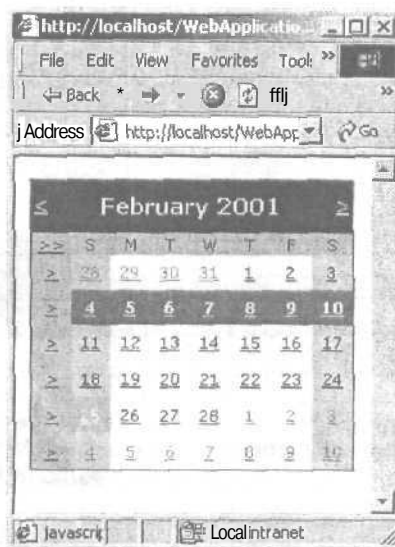 http://localhost/WebApplicatio...
File Edit View Favorites Tools >>
Back * fflj >>
j Address http://localhost/WebApp Go
< February 2001 >
>> S M T W T F S
> 28 29 30 31 1 2 3
> 4 5 6 7 8 9 10
> 11 12 13 14 15 16 17
> 18 19 20 21 22 23 24
> 26 27 28 1 2 3
> 4 5 6 7 8 9 10
javascrip Local intranet